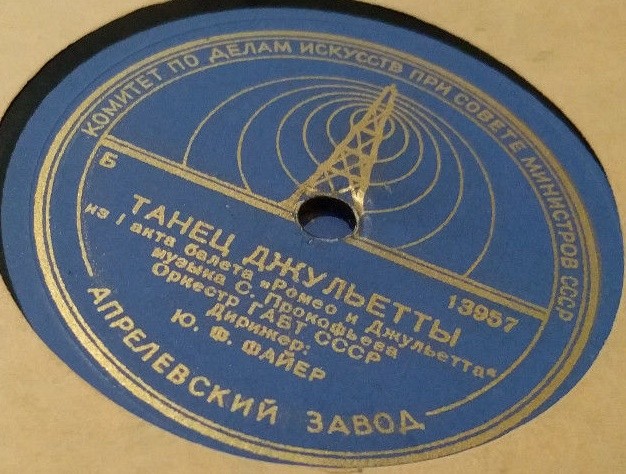 КОМИТЕТ ПО ДЕЛАМ ИСКУССТВ ПРИ СОВЕТЕ МИНИСТРОВ СССР
Б
13957
ТАНЕЦ ДЖУЛЬЕТТЫ
из I акта балета „Ромео и Джульетта“
музыка С. Прокофьева
Оркестр ГАБТ СССР
Дирижер:
Ю. Ф. ФАЙЕР
АПРЕЛЕВСКИЙ ЗАВОД